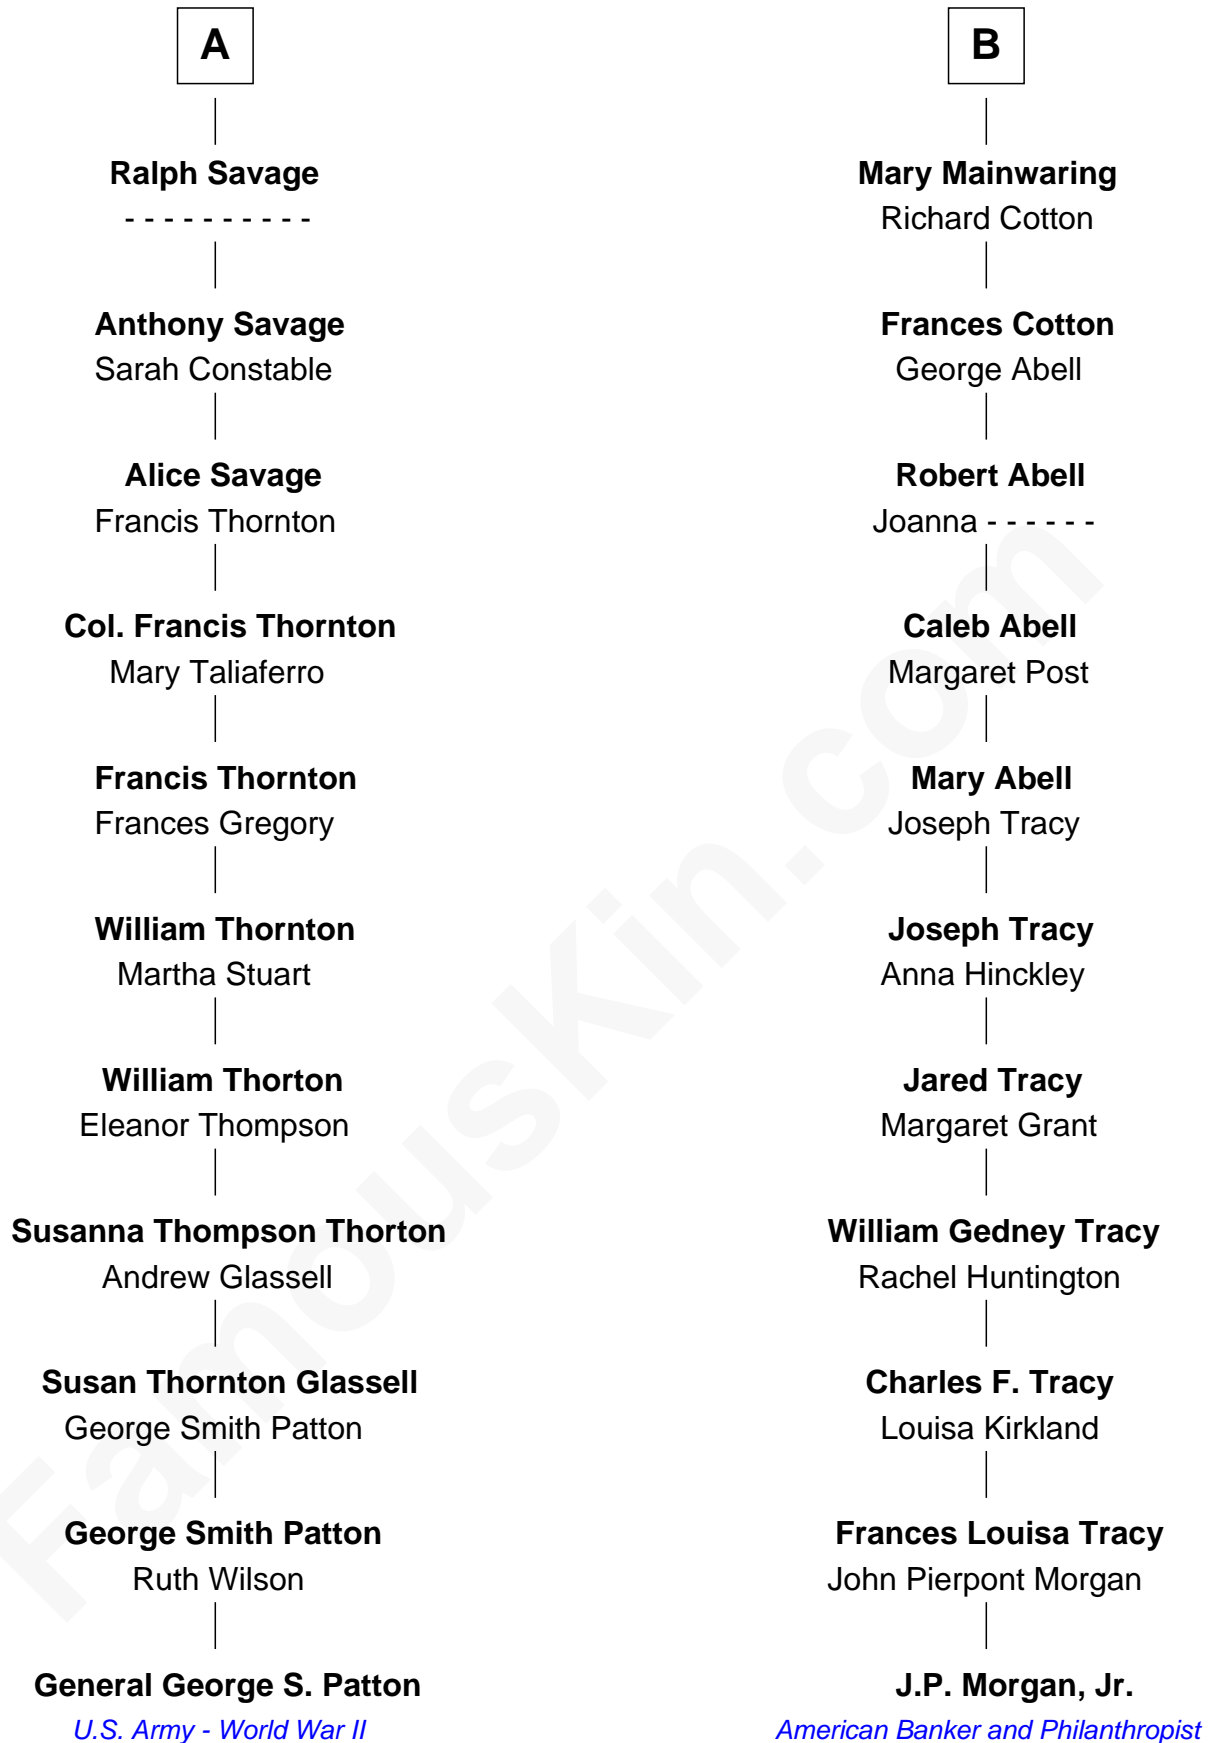 A
Ralph Savage
- - - - - - - - - -
Anthony Savage
Sarah Constable
Alice Savage
Francis Thornton
Col. Francis Thornton
Mary Taliaferro
Francis Thornton
Frances Gregory
William Thornton
Martha Stuart
William Thorton
Eleanor Thompson
Susanna Thompson Thorton
Andrew Glassell
Susan Thornton Glassell
George Smith Patton
George Smith Patton
Ruth Wilson
General George S. Patton
U.S. Army - World War II
B
Mary Mainwaring
Richard Cotton
Frances Cotton
George Abell
Robert Abell
Joanna - - - - - -
Caleb Abell
Margaret Post
Mary Abell
Joseph Tracy
Joseph Tracy
Anna Hinckley
Jared Tracy
Margaret Grant
William Gedney Tracy
Rachel Huntington
Charles F. Tracy
Louisa Kirkland
Frances Louisa Tracy
John Pierpont Morgan
J.P. Morgan, Jr.
American Banker and Philanthropist
FamousKin.com